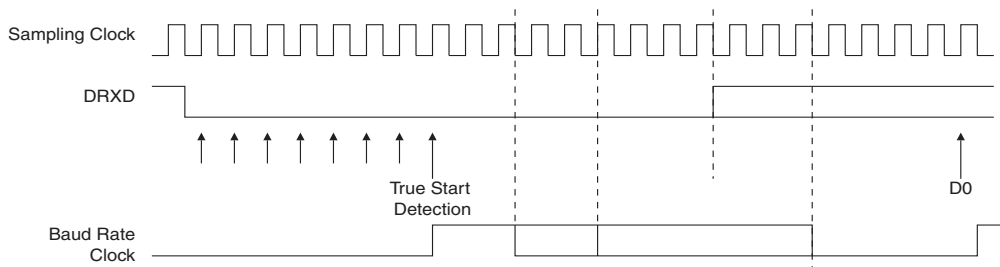 Sampling Clock
DRXD
True Start
Detection
D0
Baud Rate
Clock